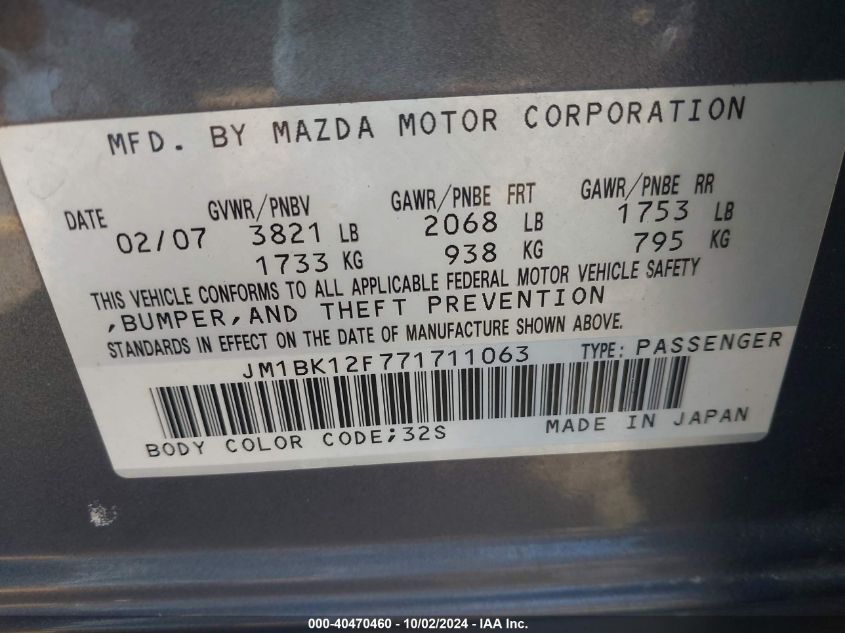 MFD. BY MAZDA MOTOR CORPORATION
DATE GVWR/PNBV GAWR/PNBE FRT GAWR/PNBE RR
02/07 3821 LB 2068 LB 1753 LB
1733 KG 938 KG 795 KG
THIS VEHICLE CONFORMS TO ALL APPLICABLE FEDERAL MOTOR VEHICLE SAFETY
,BUMPER,AND THEFT PREVENTION
STANDARDS IN EFFECT ON THE DATE OF MANUFACTURE SHOWN ABOVE.
JM1BK12F771711063 TYPE: PASSENGER
BODY COLOR CODE;32S MADE IN JAPAN
000-40470460 - 10/02/2024 - IAA Inc.